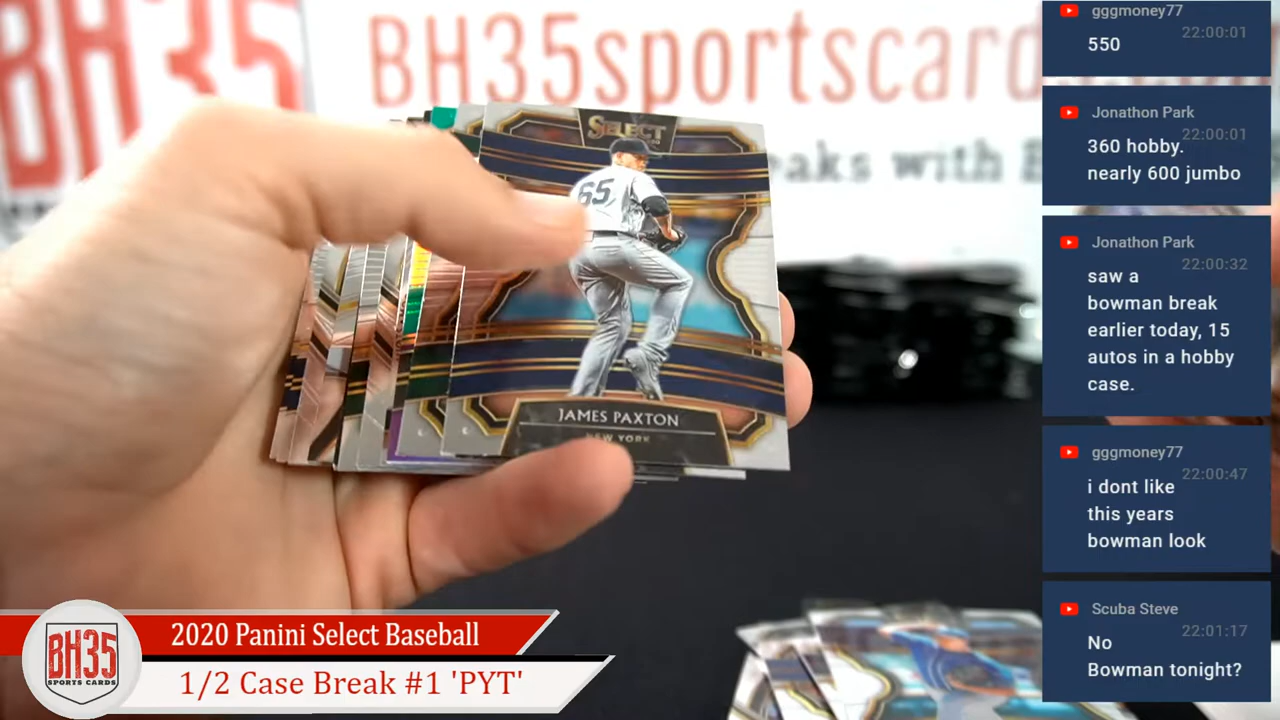 BH35
BH35sportscard
aks with
SELECT
65
JAMES PAXTON
NEW YORK
BH35
SPORTS CARDS
2020 Panini Select Baseball
1/2 Case Break #1 'PYT'
gggmoney77
22:00:01
550
Jonathon Park
22:00:01
360 hobby.
nearly 600 jumbo
Jonathon Park
22:00:32
saw a
bowman break
earlier today, 15
autos in a hobby
case.
gggmoney77
22:00:47
i dont like
this years
bowman look
Scuba Steve
22:01:17
No
Bowman tonight?